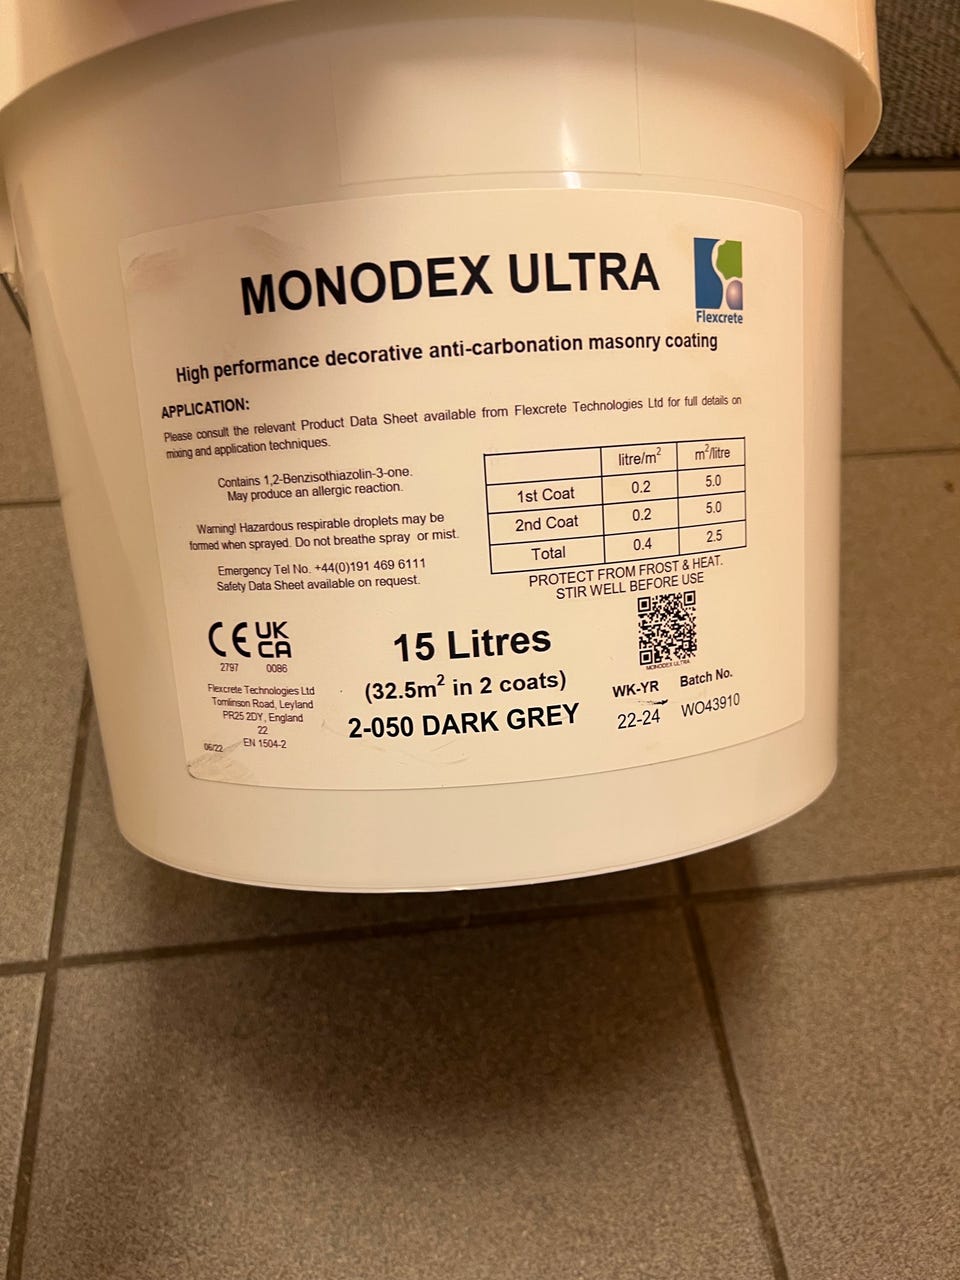 MONODEX ULTRA
Flexcrete
High performance decorative anti-carbonation masonry coating
APPLICATION:
Please consult the relevant Product Data Sheet available from Flexcrete Technologies Ltd for full details on
mixing and application techniques.
Contains 1,2-Benzisothiazolin-3-one.
May produce an allergic reaction.
Warning! Hazardous respirable droplets may be
formed when sprayed. Do not breathe spray or mist.
Emergency Tel No. +44(0)191 469 6111
Safety Data Sheet available on request.
litre/m² m²/litre
1st Coat 0.2 5.0
2nd Coat 0.2 5.0
Total 0.4 2.5
PROTECT FROM FROST & HEAT.
STIR WELL BEFORE USE
MONODEX ULTRA
CE UK
CA
2797 0086
Flexcrete Technologies Ltd
Tomlinson Road, Leyland
PR25 2DY, England
22
06/22 EN 1504-2
15 Litres
(32.5m² in 2 coats)
2-050 DARK GREY
WK-YR Batch No.
22-24 WO43910